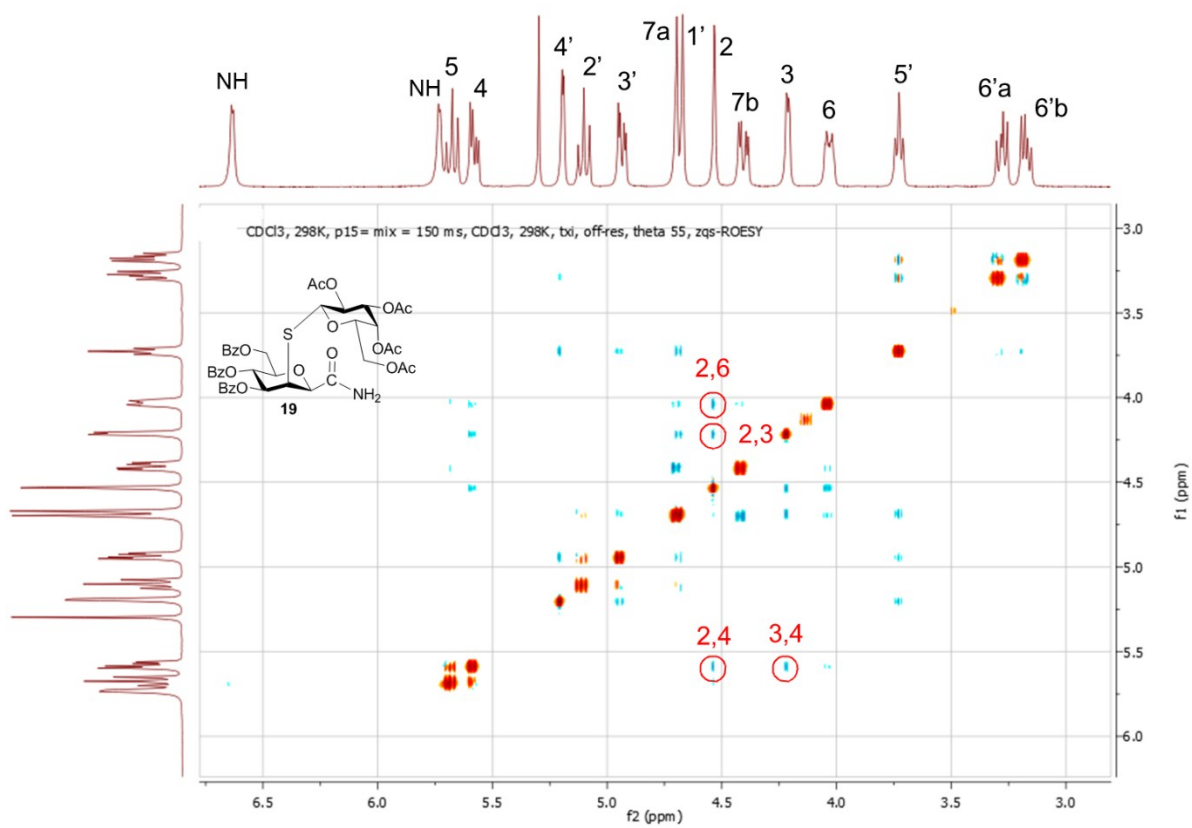 NH
NH
5
4
4’
2’
3’
7a
1’
2
7b
3
6
5’
6’a
6’b
CDCl3, 298K, p15= mix = 150 ms, CDCl3, 298K, txi, off-res, theta 55, zqs-ROESY
AcO
OAc
O
S
OAc
OAc
BzO
BzO
BzO
O
O
NH2
19
2,6
2,3
2,4
3,4
3.0
3.5
4.0
4.5
5.0
5.5
6.0
f1 (ppm)
6.5
6.0
5.5
5.0
4.5
4.0
3.5
3.0
f2 (ppm)